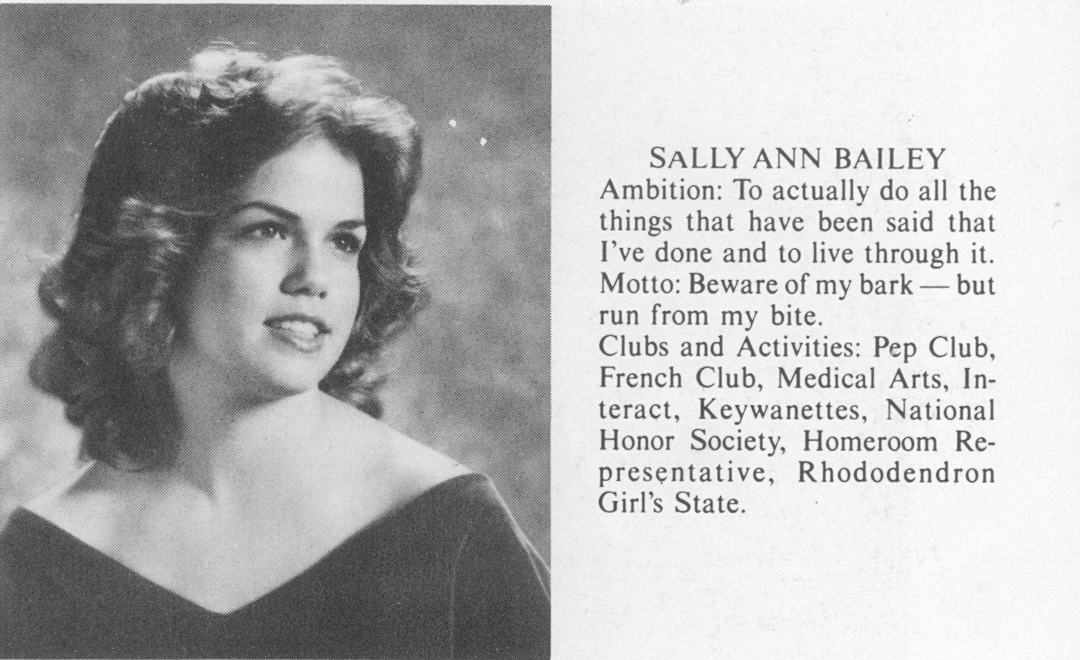 SALLY ANN BAILEY
Ambition: To actually do all the
things that have been said that
I've done and to live through it.
Motto: Beware of my bark — but
run from my bite.
Clubs and Activities: Pep Club,
French Club, Medical Arts, In-
teract, Keywanettes, National
Honor Society, Homeroom Re-
presentative, Rhododendron
Girl's State.